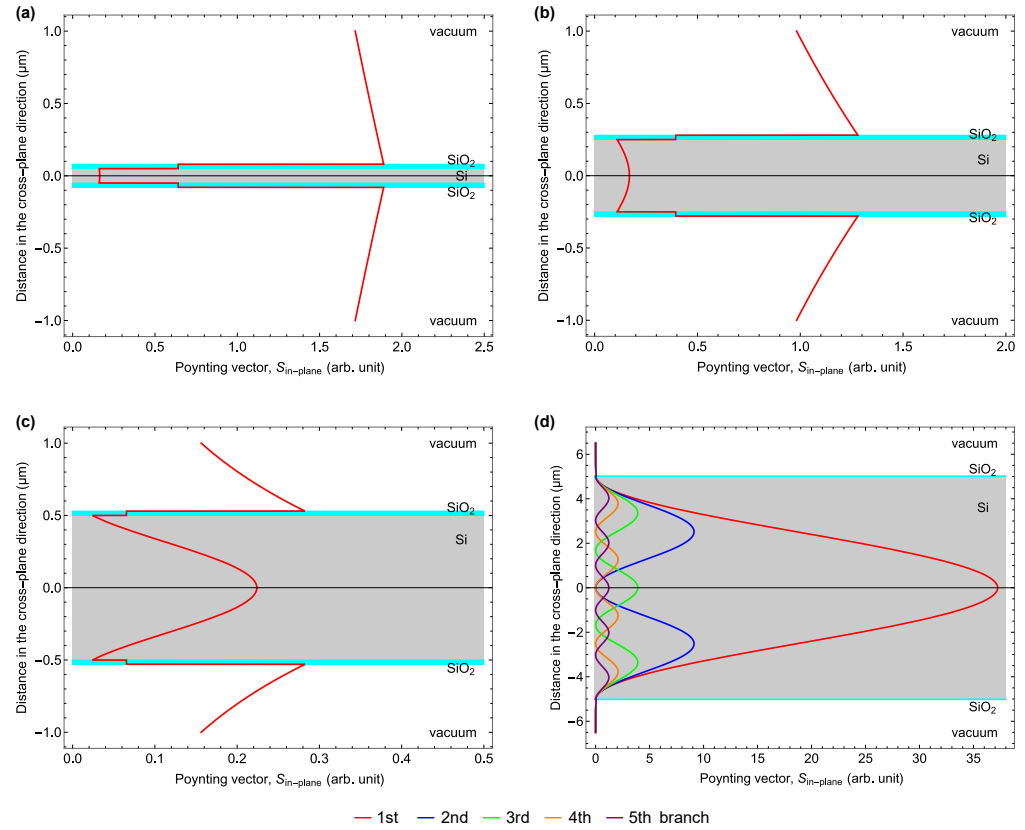 (a)
vacuum
SiO2
Si
SiO2
vacuum
Distance in the cross-plane direction (μm)
1.0
0.5
0.0
-0.5
-1.0
0.0 0.5 1.0 1.5 2.0 2.5
Poynting vector, Sin-plane (arb. unit)
(b)
vacuum
SiO2
Si
SiO2
vacuum
Distance in the cross-plane direction (μm)
1.0
0.5
0.0
-0.5
-1.0
0.0 0.5 1.0 1.5 2.0
Poynting vector, Sin-plane (arb. unit)
(c)
vacuum
SiO2
Si
SiO2
vacuum
Distance in the cross-plane direction (μm)
1.0
0.5
0.0
-0.5
-1.0
0.0 0.1 0.2 0.3 0.4 0.5
Poynting vector, Sin-plane (arb. unit)
(d)
vacuum
SiO2
Si
SiO2
vacuum
Distance in the cross-plane direction (μm)
6
4
2
0
-2
-4
-6
0 5 10 15 20 25 30 35
Poynting vector, Sin-plane (arb. unit)
1st 2nd 3rd 4th 5th branch